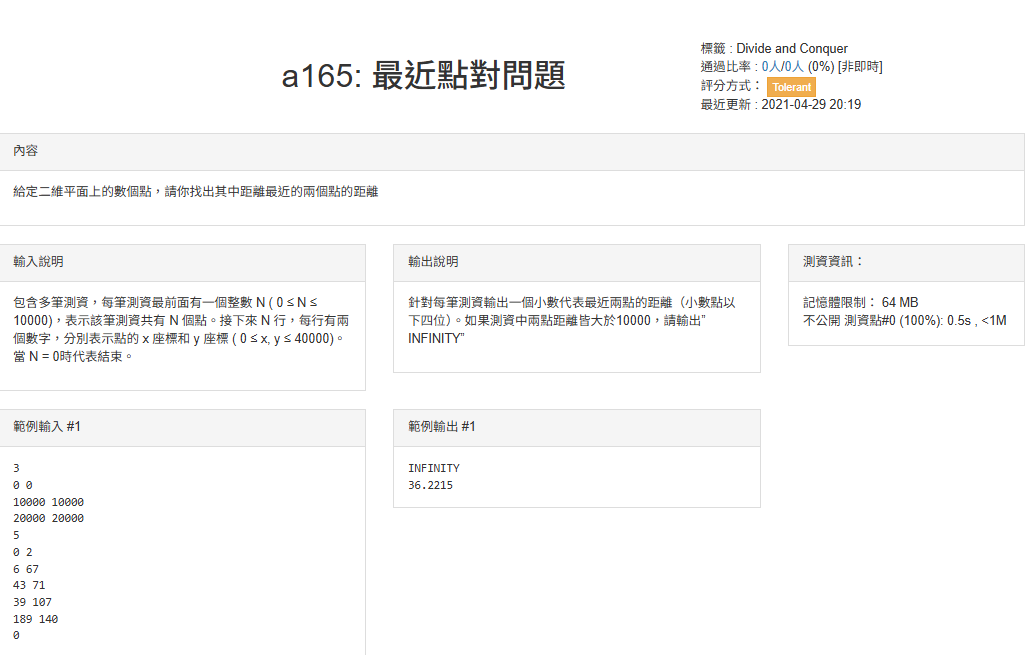 a165: 最近點對問題
標籤 : Divide and Conquer
通過比率 : 0人/0人 (0%) [非即時]
評分方式： Tolerant
最近更新 : 2021-04-29 20:19
內容
給定二維平面上的數個點，請你找出其中距離最近的兩個點的距離
輸入說明
包含多筆測資，每筆測資最前面有一個整數 N ( 0 ≤ N ≤
10000)，表示該筆測資共有 N 個點。接下來 N 行，每行有兩
個數字，分別表示點的 x 座標和 y 座標 ( 0 ≤ x, y ≤ 40000)。
當 N = 0時代表結束。
輸出說明
針對每筆測資輸出一個小數代表最近兩點的距離（小數點以
下四位）。如果測資中兩點距離皆大於10000，請輸出”
INFINITY”
測資資訊：
記憶體限制： 64 MB
不公開 測資點#0 (100%): 0.5s , <1M
範例輸入 #1
3
0 0
10000 10000
20000 20000
5
0 2
6 67
43 71
39 107
189 140
0
範例輸出 #1
INFINITY
36.2215